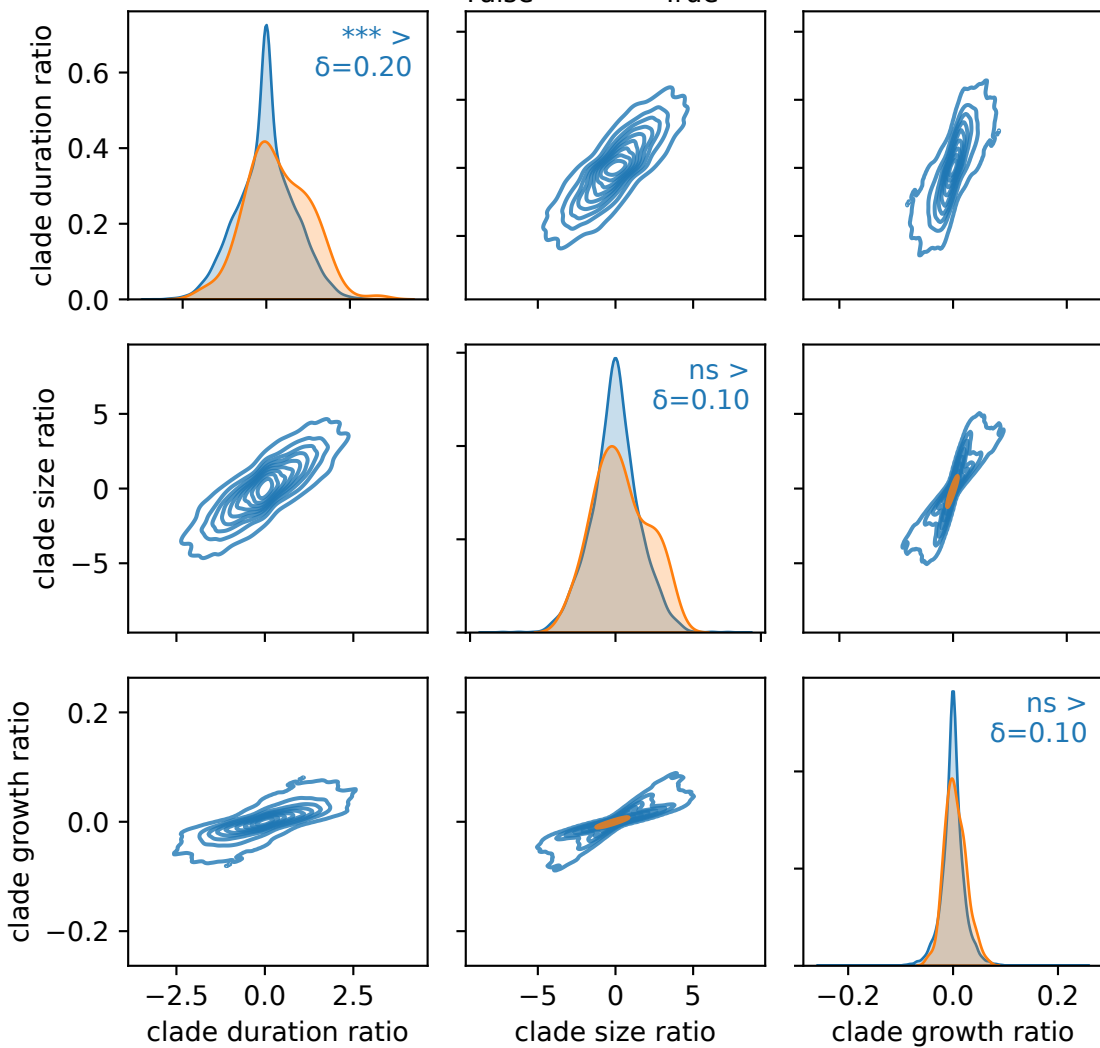 clade duration ratio
0.6
0.4
0.2
0.0
*** >
δ=0.20
clade size ratio
5
0
−5
ns >
δ=0.10
clade growth ratio
0.2
0.0
−0.2
ns >
δ=0.10
−2.5 0.0 2.5
−5 0 5
−0.2 0.0 0.2
clade duration ratio
clade size ratio
clade growth ratio